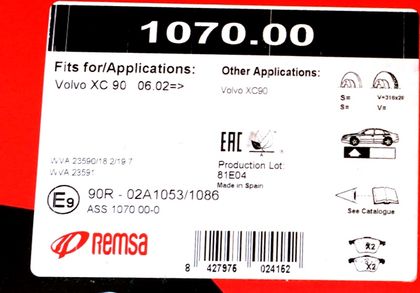 1070.00
Fits for/Applications:
Volvo XC 90 06.02=>
Other Applications:
Volvo XC90
S= V=316x28
S= V=
EAC
WVA 23590/18.2/19.7
WVA 23591
Production Lot:
81E04
Made in Spain
E9 90R - 02A1053/1086
ASS 1070 00-0
See Catalogue
remsa
X2
X2
8 427976 024162